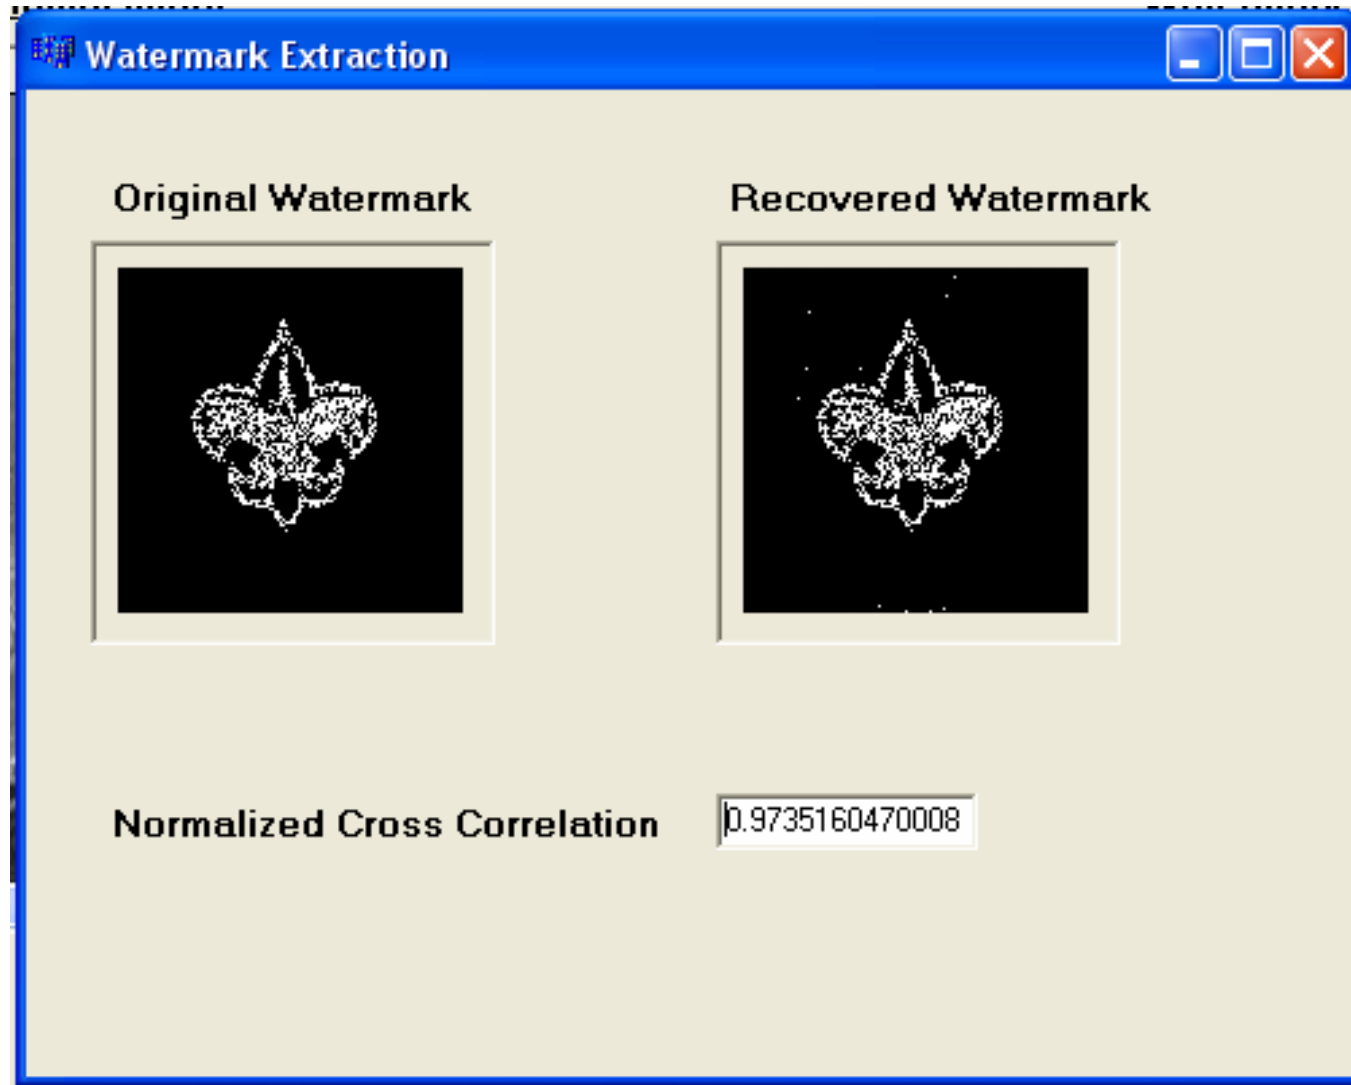 Watermark Extraction
Original Watermark
Recovered Watermark
Normalized Cross Correlation
0.9735160470008